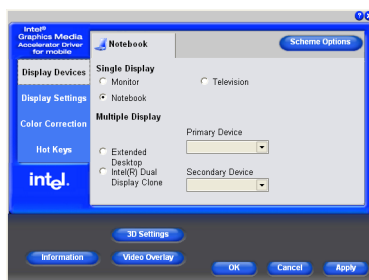 Intel®
Graphics Media
Accelerator Driver
for mobile
Notebook
Scheme Options
Display Devices
Display Settings
Color Correction
Hot Keys
intel.
Single Display
Monitor
Television
Notebook
Multiple Display
Primary Device
Extended
Desktop
Intel(R) Dual
Display Clone
Secondary Device
3D Settings
Information
Video Overlay
OK
Cancel
Apply